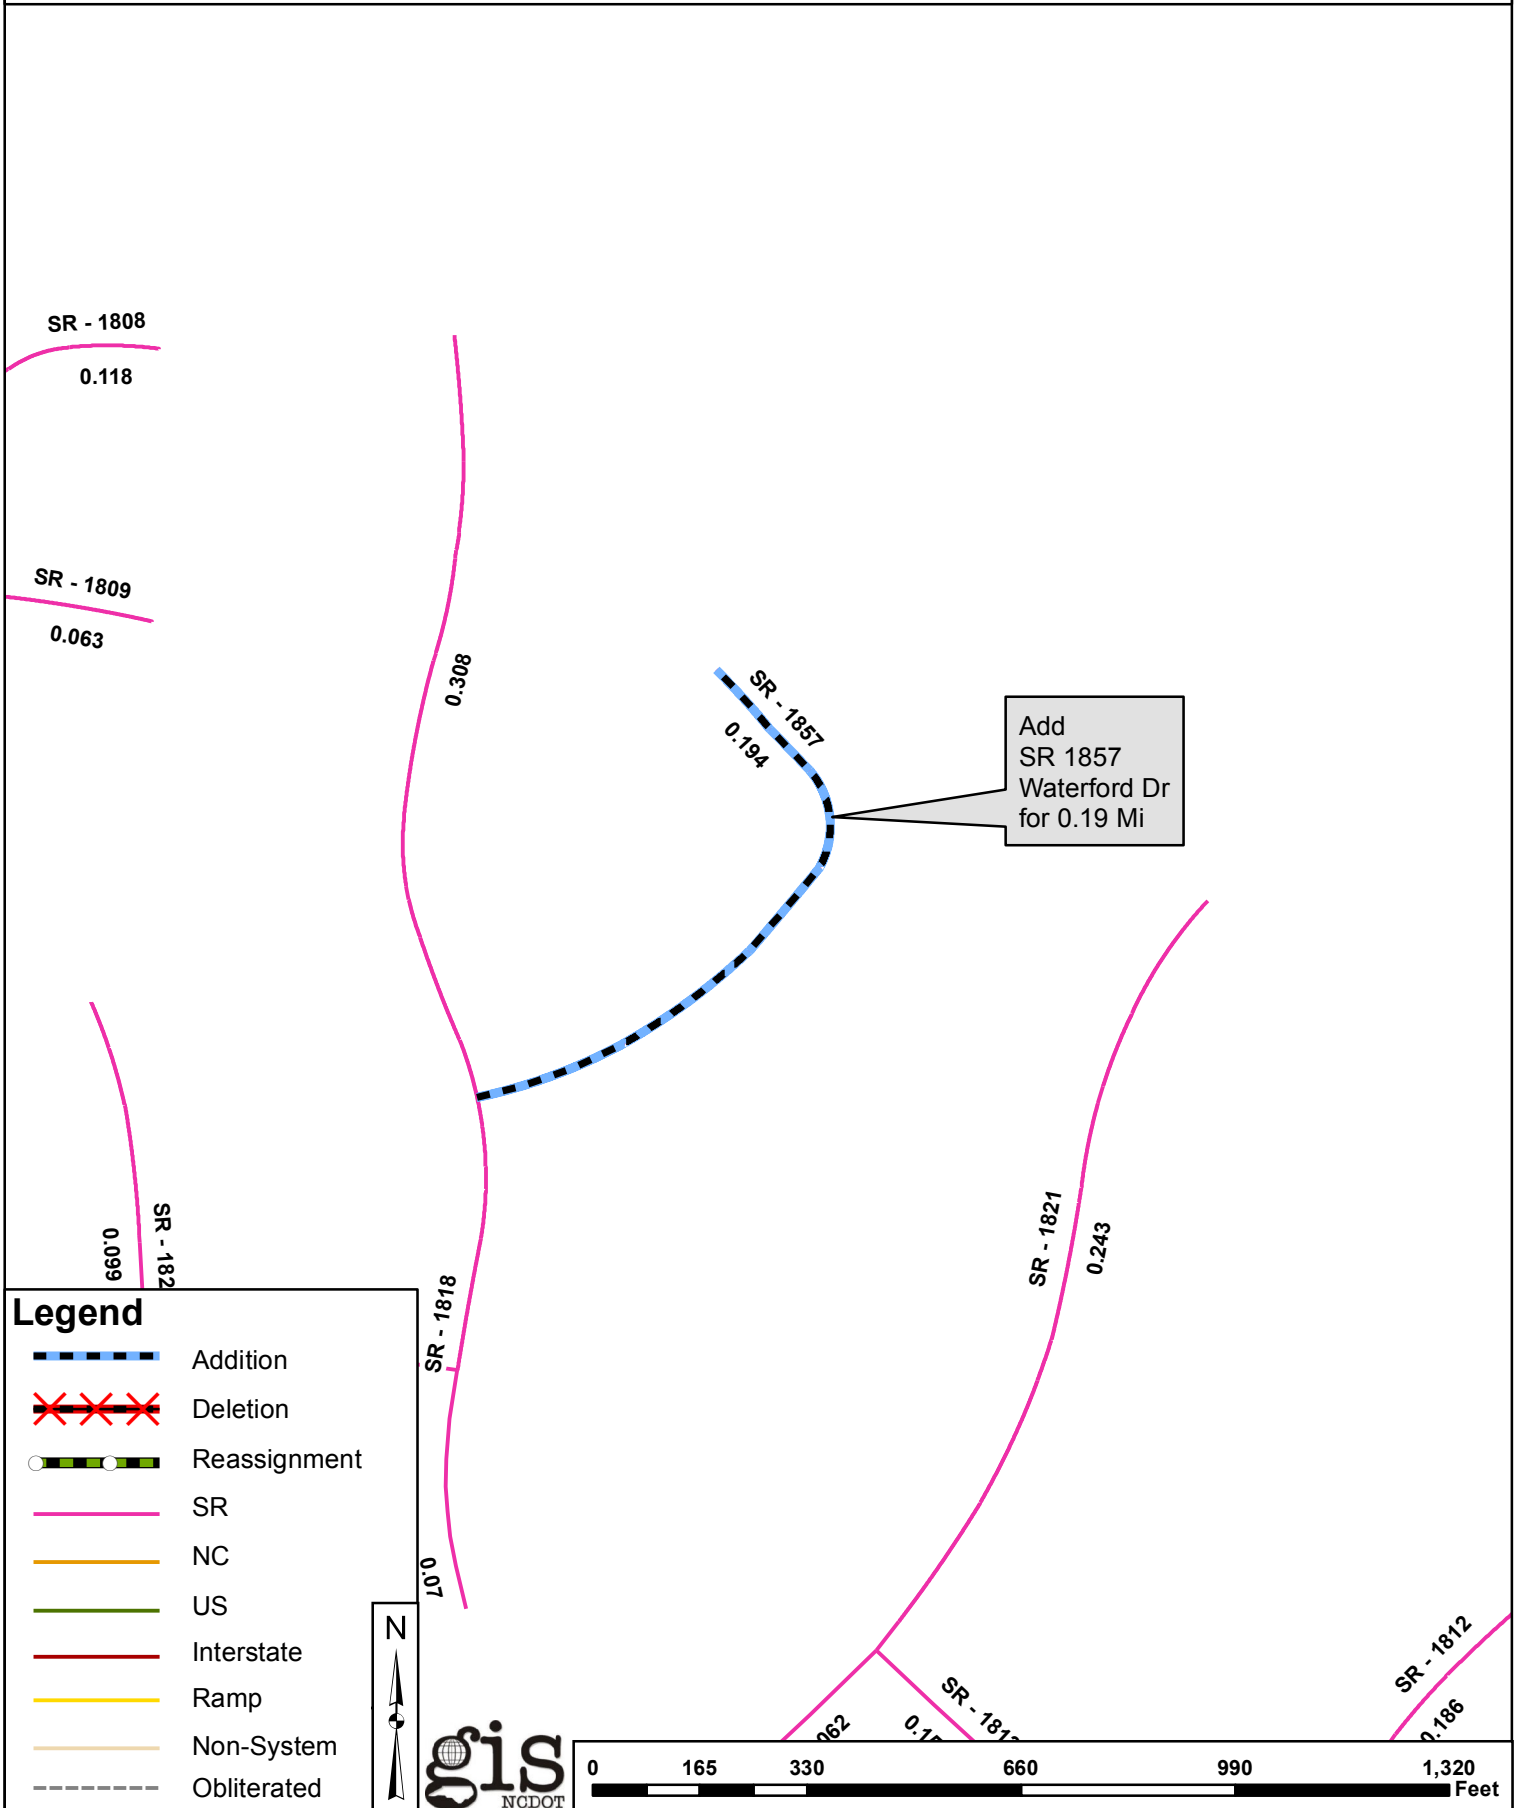 SR - 1808
0.118
SR - 1809
0.063
0.308
SR - 1857
0.194
Add
SR 1857
Waterford Dr
for 0.19 Mi
SR - 1821
0.243
0.099
SR - 1818
0.07
SR - 1812
0.186
Legend
Addition
Deletion
Reassignment
SR
NC
US
Interstate
Ramp
Non-System
Obliterated
N
gis
NCDOT
0 165 330 660 990 1,320
Feet